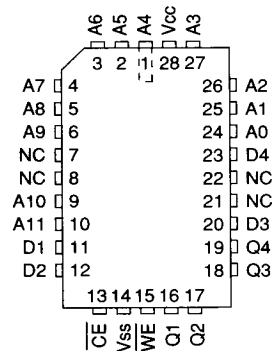 A6 A5 A4 Vcc A3
3 2 1 28 27
A7 4 26 A2
A8 5 25 A1
A9 6 24 A0
NC 7 23 D4
NC 8 22 NC
A10 9 21 NC
A11 10 20 D3
D1 11 19 Q4
D2 12 18 Q3
13 14 15 16 17
C̅E̅ Vss W̅E̅ Q1 Q2